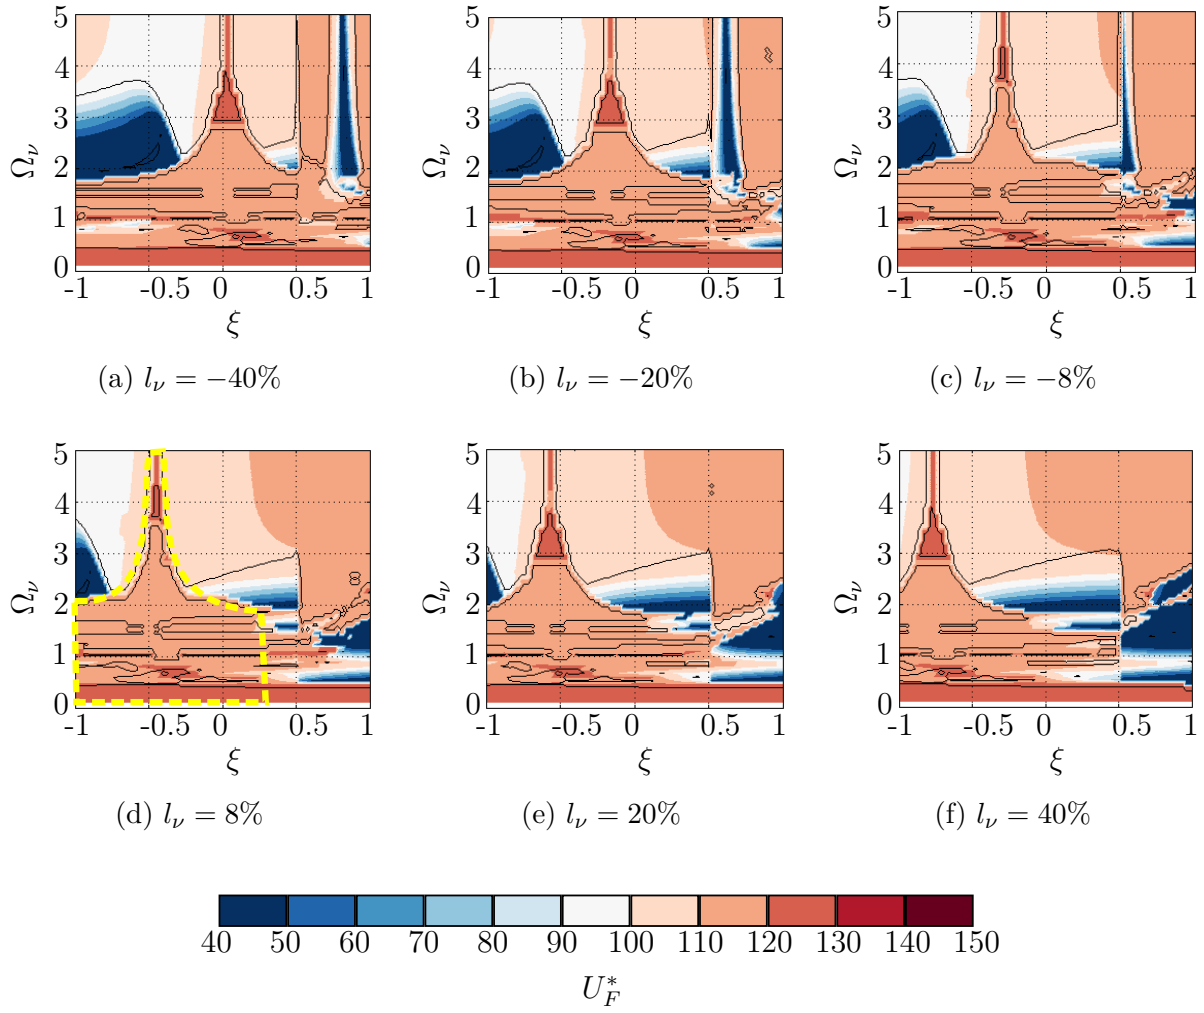 5 5 5
4 4 4
Ω_ν 3 Ω_ν 3 Ω_ν 3
2 2 2
1 1 1
0 0 0
-1 -0.5 0 0.5 1 -1 -0.5 0 0.5 1 -1 -0.5 0 0.5 1
ξ ξ ξ
(a) l_ν = −40% (b) l_ν = −20% (c) l_ν = −8%
5 5 5
4 4 4
3 3 3
Ω_ν 2 Ω_ν 2 Ω_ν 2
1 1 1
0 0 0
-1 -0.5 0 0.5 1 -1 -0.5 0 0.5 1 -1 -0.5 0 0.5 1
ξ ξ ξ
(d) l_ν = 8% (e) l_ν = 20% (f) l_ν = 40%
40 50 60 70 80 90 100 110 120 130 140 150
U_F^*